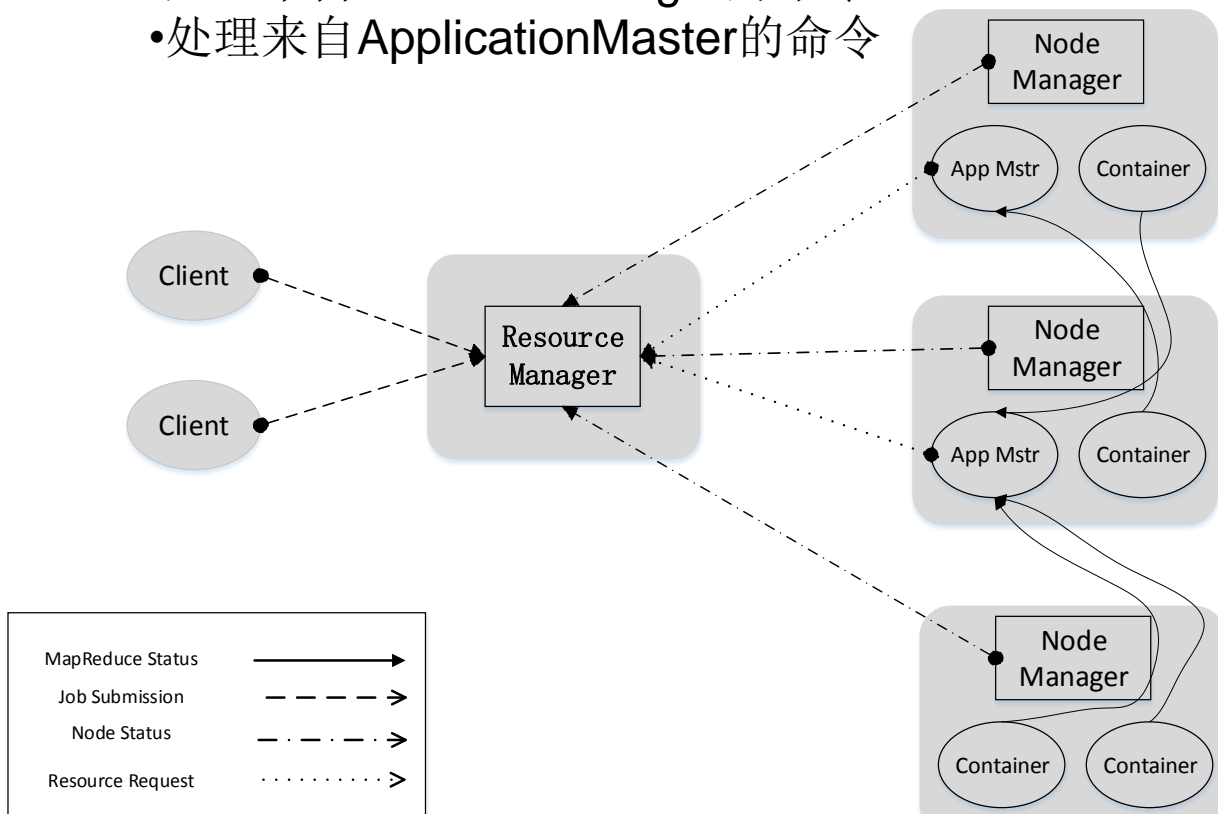 •处理来自ApplicationMaster的命令
Node
Manager
App Mstr
Container
Client
Resource
Manager
Node
Manager
Client
App Mstr
Container
MapReduce Status
Job Submission
Node Status
Resource Request
Node
Manager
Container
Container